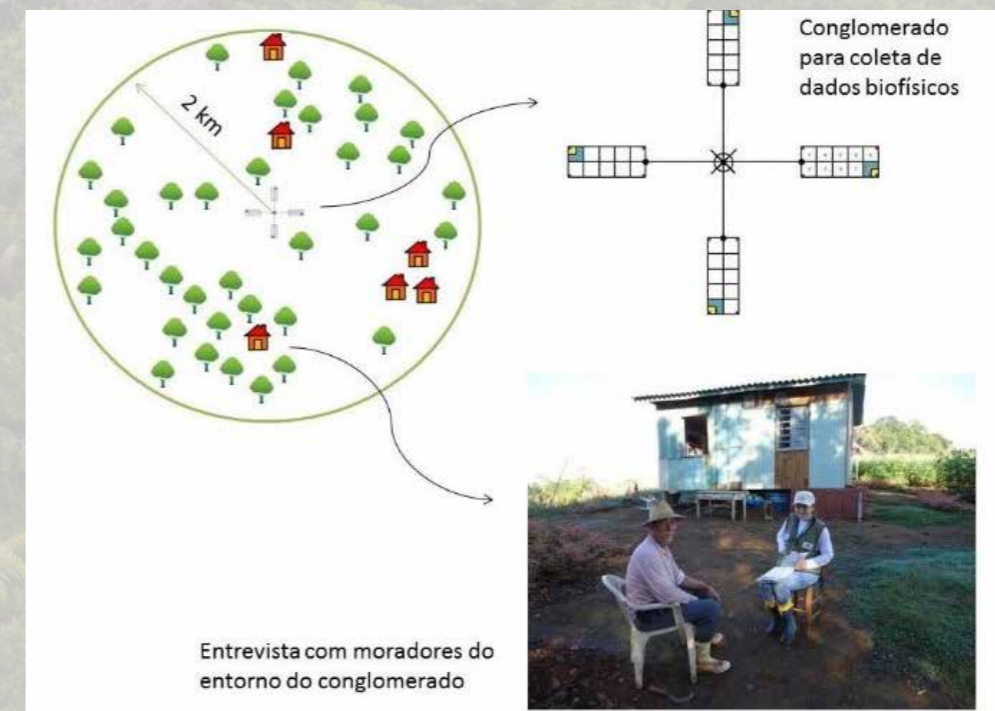 Conglomerado
para coleta de
dados biofísicos
2 km
Entrevista com moradores do
entorno do conglomerado